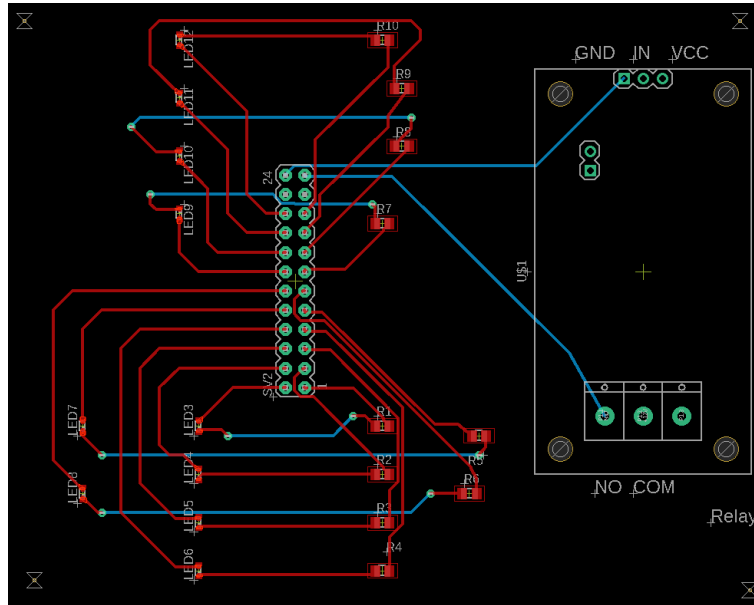 R10
LED12
GND IN VCC
R9
LED11
R8
LED10
24
R7
LED9
U$1
SV2
1
R1
LED7
LED3
R5
R2
LED4
R6
LED8
R3
LED5
NO COM
Relay
R4
LED6